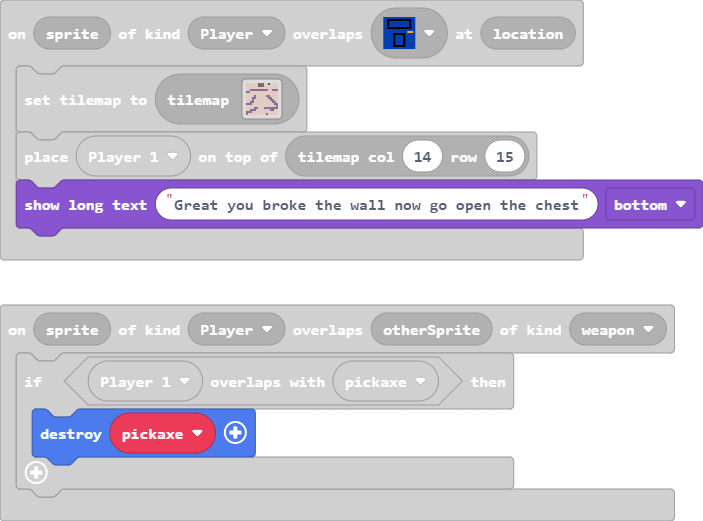 on sprite of kind Player overlaps at location
set tilemap to tilemap
place Player 1 on top of tilemap col 14 row 15
show long text "Great you broke the wall now go open the chest" bottom
on sprite of kind Player overlaps otherSprite of kind weapon
if Player 1 overlaps with pickaxe then
destroy pickaxe